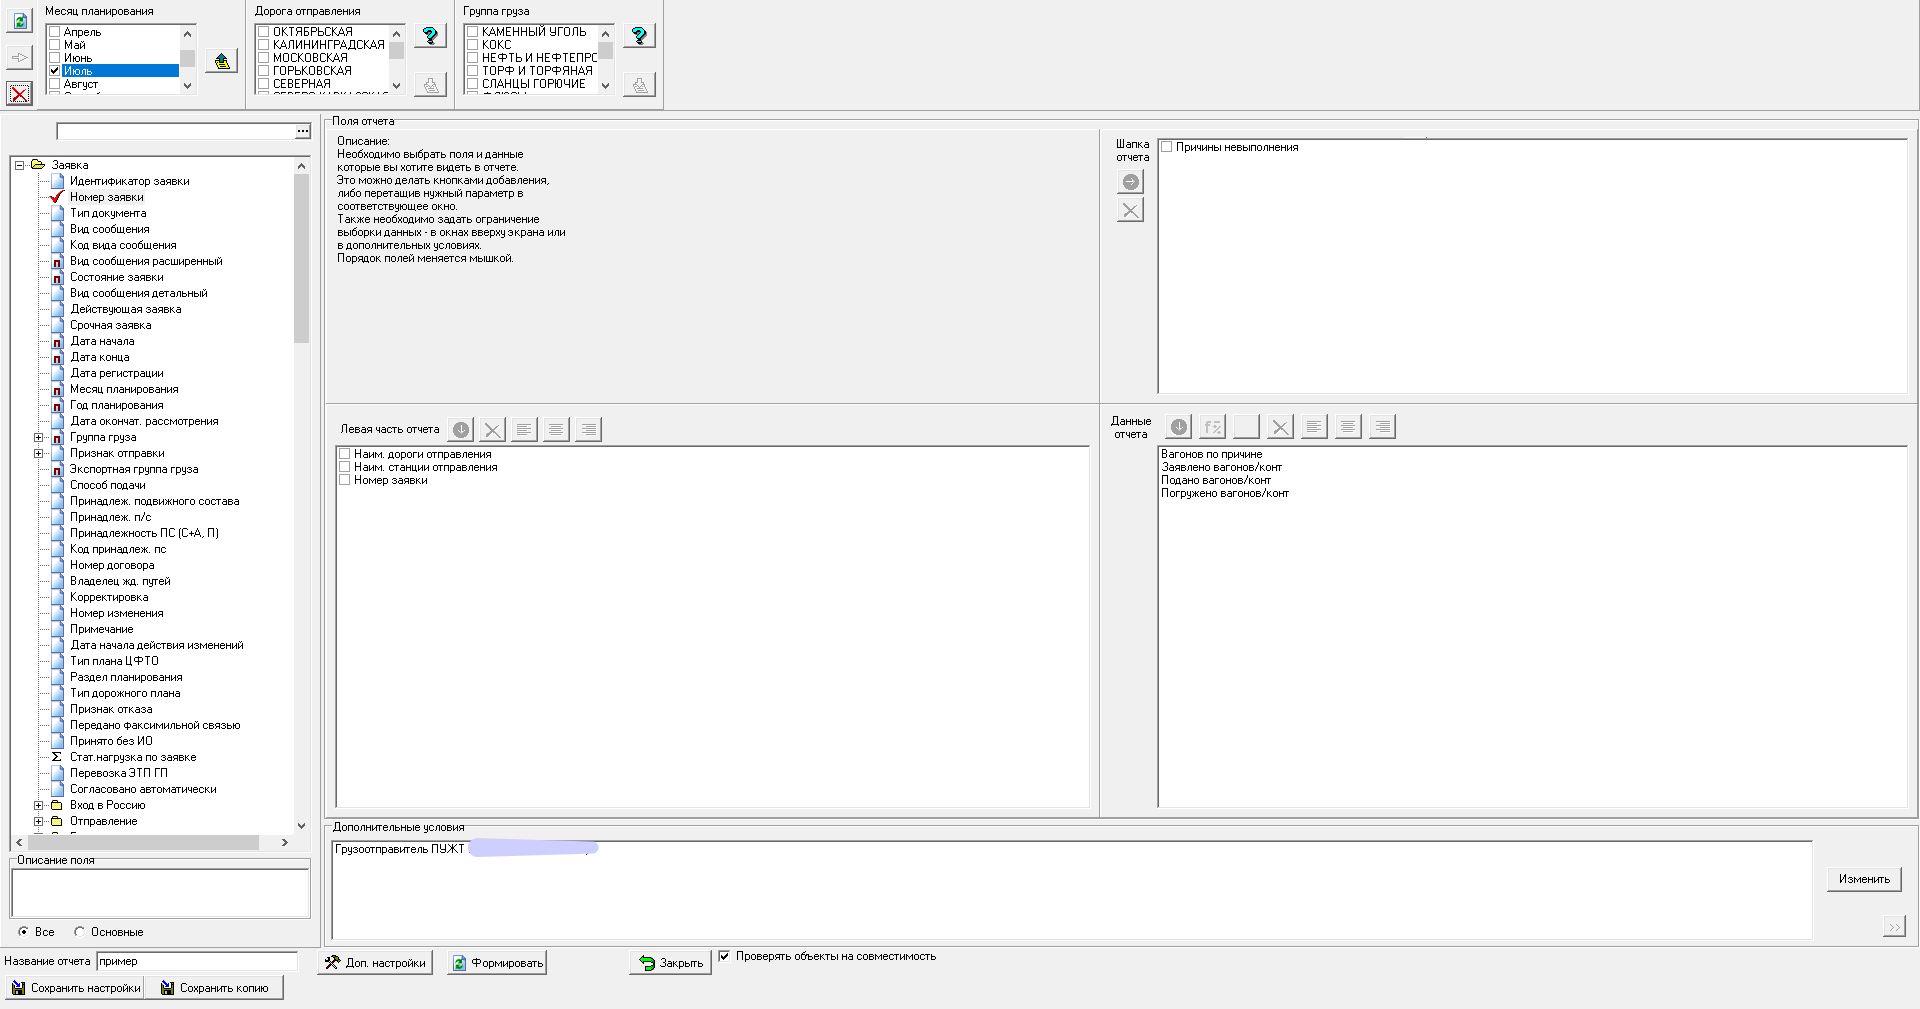 Месяц планирования
Апрель
Май
Июнь
Июль
Август
Дорога отправления
ОКТЯБРЬСКАЯ
КАЛИНИНГРАДСКАЯ
МОСКОВСКАЯ
ГОРЬКОВСКАЯ
СЕВЕРНАЯ
Группа груза
КАМЕННЫЙ УГОЛЬ
КОКС
НЕФТЬ И НЕФТЕПРО
ТОРФ И ТОРФЯНАЯ
СЛАНЦЫ ГОРЮЧИЕ
...
Заявка
Идентификатор заявки
Номер заявки
Тип документа
Вид сообщения
Код вида сообщения
Вид сообщения расширенный
Состояние заявки
Вид сообщения детальный
Действующая заявка
Срочная заявка
Дата начала
Дата конца
Дата регистрации
Месяц планирования
Год планирования
Дата окончат. рассмотрения
Группа груза
Признак отправки
Экспортная группа груза
Способ подачи
Принадлеж. подвижного состава
Принадлеж. п/с
Принадлежность ПС (С+А, П)
Код принадлеж. пс
Номер договора
Владелец жд. путей
Корректировка
Номер изменения
Примечание
Дата начала действия изменений
Тип плана ЦФТО
Раздел планирования
Тип дорожного плана
Признак отказа
Передано факсимильной связью
Принято без ИО
Стат.нагрузка по заявке
Перевозка ЭТП ГП
Согласовано автоматически
Вход в Россию
Отправление
Описание поля
Все
Основные
Название отчета
пример
Сохранить настройки
Сохранить копию
Поля отчета
Описание:
Необходимо выбрать поля и данные
которые вы хотите видеть в отчете.
Это можно делать кнопками добавления,
либо перетащив нужный параметр в
соответствующее окно.
Также необходимо задать ограничение
выборки данных - в окнах вверху экрана или
в дополнительных условиях.
Порядок полей меняется мышкой.
Шапка
отчета
Причины невыполнения
Левая часть отчета
Наим. дороги отправления
Наим. станции отправления
Номер заявки
Данные
отчета
Вагонов по причине
Заявлено вагонов/конт
Подано вагонов/конт
Погружено вагонов/конт
Дополнительные условия
Грузоотправитель ПУЖТ
Изменить
>>
Доп. настройки
Формировать
Закрыть
Проверять объекты на совместимость